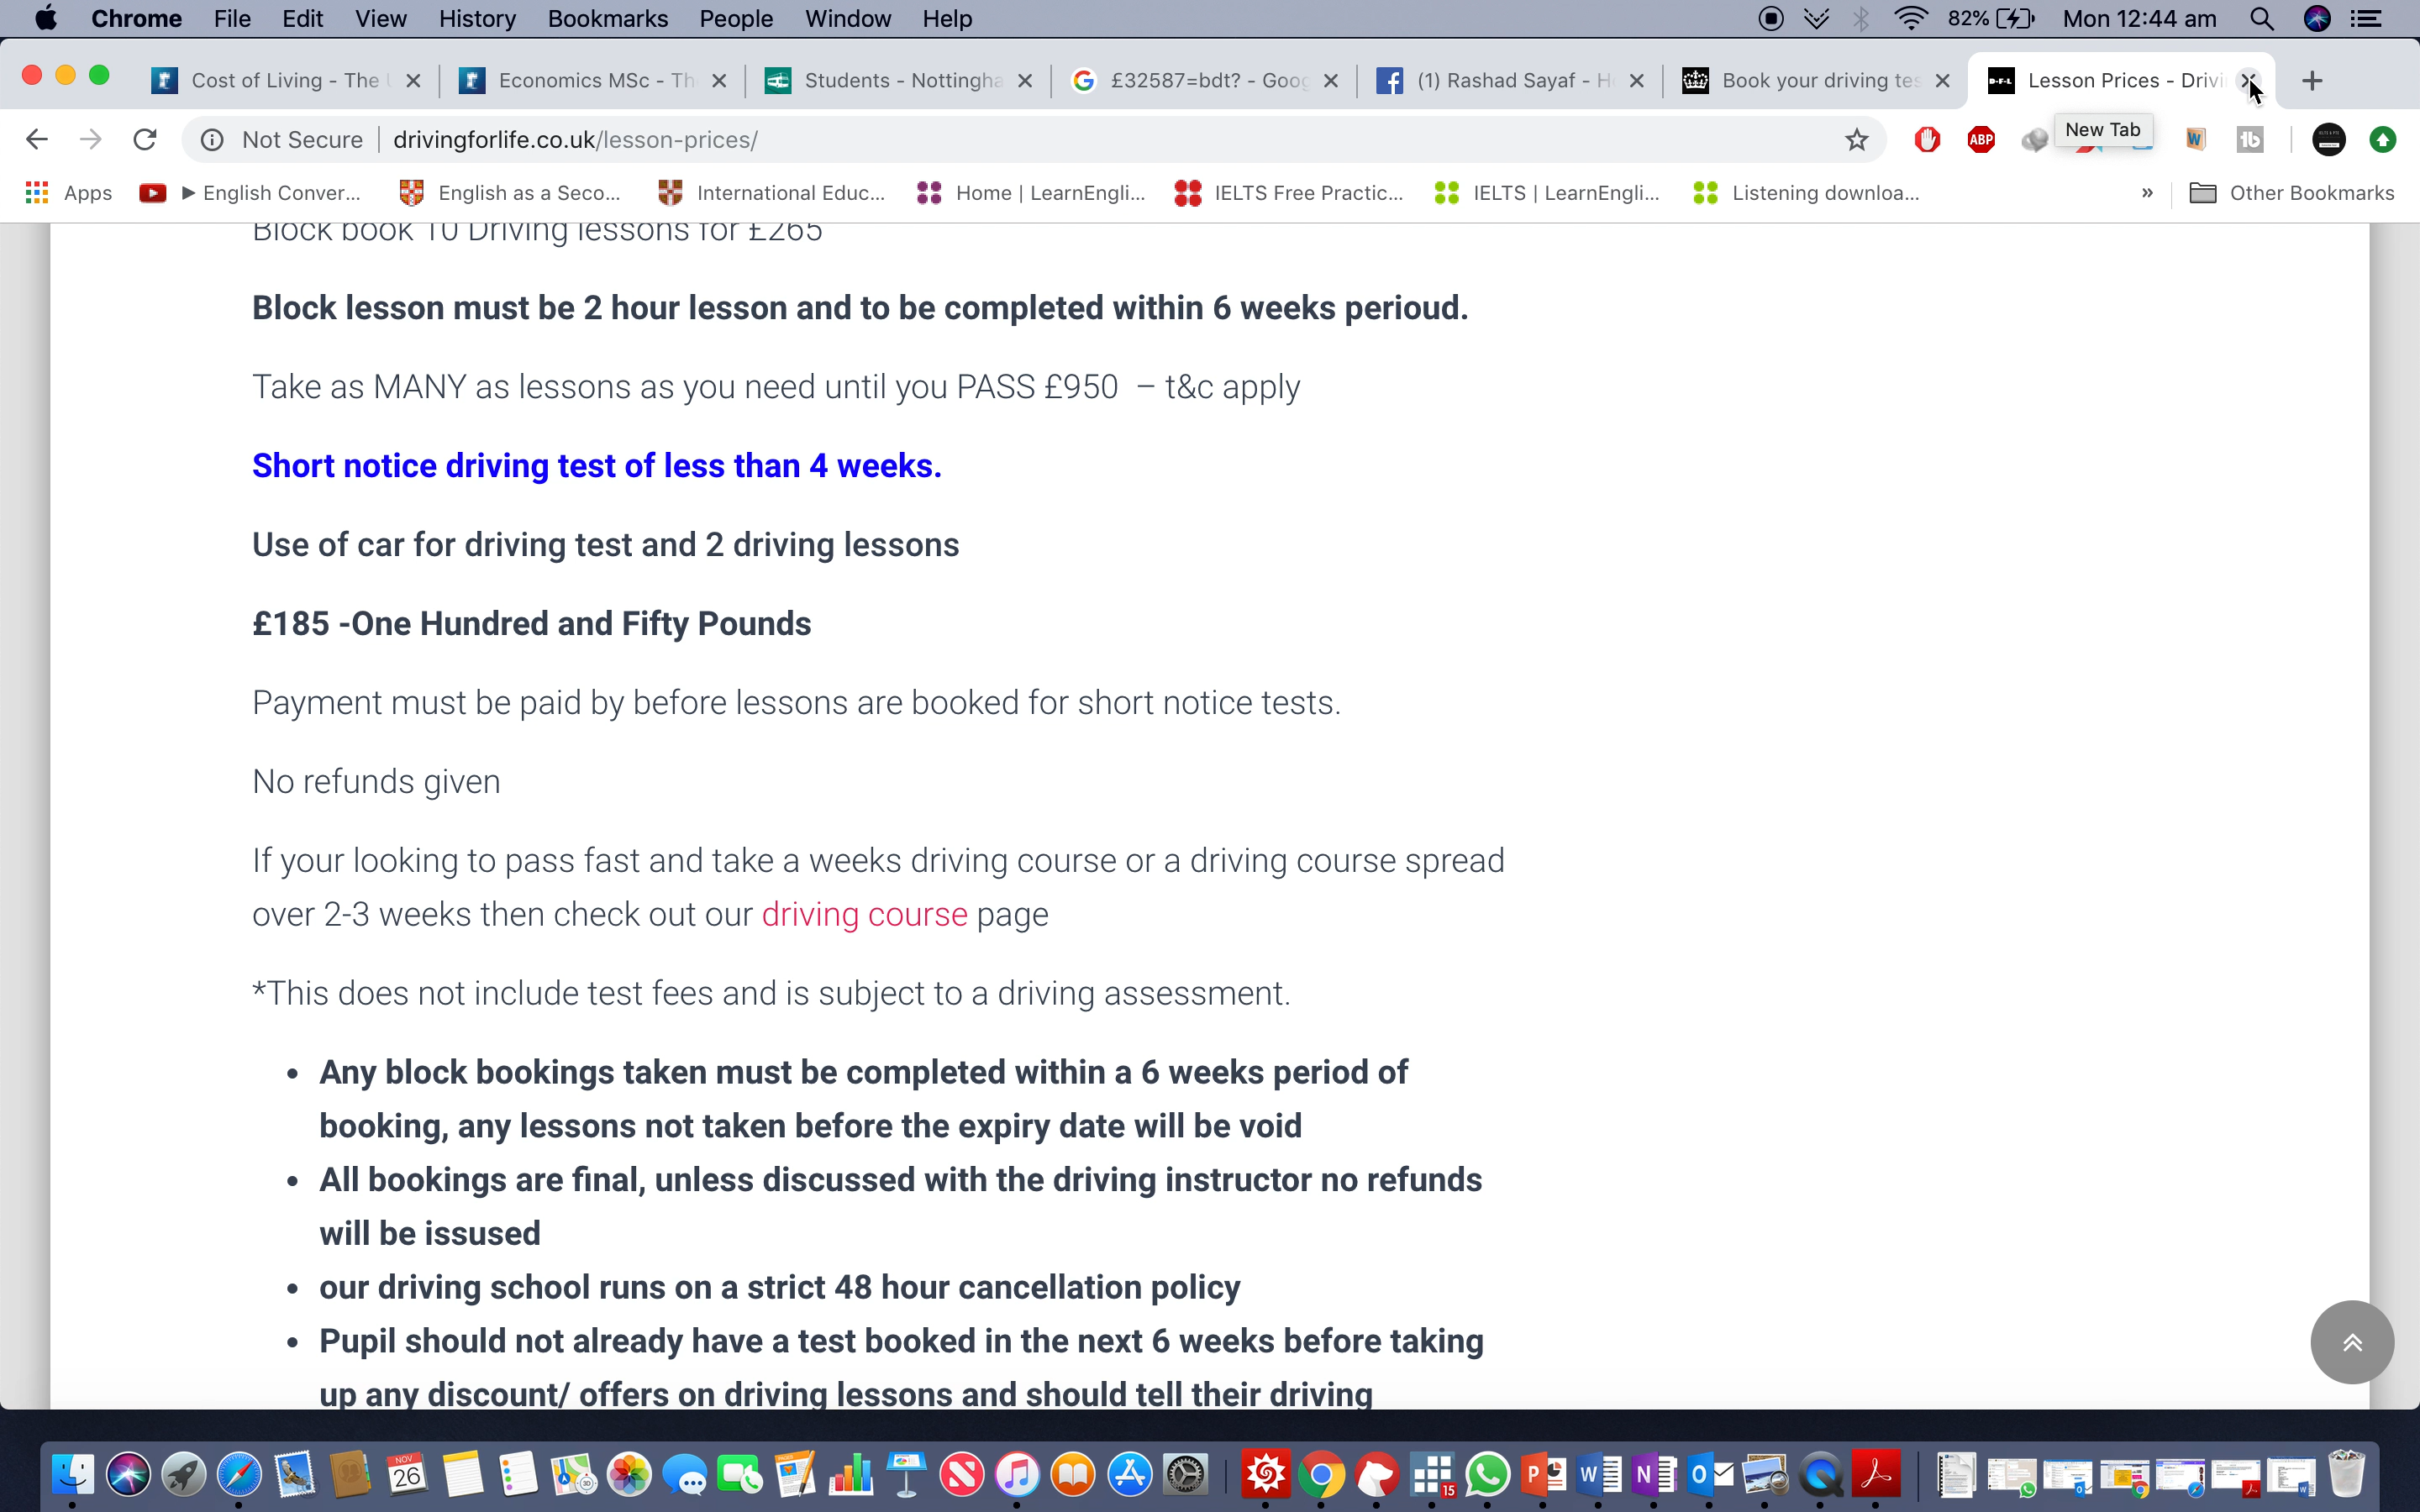 Chrome File Edit View History Bookmarks People Window Help 82% Mon 12:44 am
Cost of Living - The Economics MSc - Th Students - Nottingha £32587=bdt? - Goog (1) Rashad Sayaf - H Book your driving tes D-F-L Lesson Prices - Drivi
Not Secure drivingforlife.co.uk/lesson-prices/ ABP New Tab W tb
Apps ▶ English Conver... English as a Seco... International Educ... Home | LearnEngli... IELTS Free Practic... IELTS | LearnEngli... Listening downloa... » Other Bookmarks
Block book 10 Driving lessons for £265
Block lesson must be 2 hour lesson and to be completed within 6 weeks perioud.
Take as MANY as lessons as you need until you PASS £950 – t&c apply
Short notice driving test of less than 4 weeks.
Use of car for driving test and 2 driving lessons
£185 -One Hundred and Fifty Pounds
Payment must be paid by before lessons are booked for short notice tests.
No refunds given
If your looking to pass fast and take a weeks driving course or a driving course spread
over 2-3 weeks then check out our driving course page
*This does not include test fees and is subject to a driving assessment.
• Any block bookings taken must be completed within a 6 weeks period of
booking, any lessons not taken before the expiry date will be void
• All bookings are final, unless discussed with the driving instructor no refunds
will be issused
• our driving school runs on a strict 48 hour cancellation policy
• Pupil should not already have a test booked in the next 6 weeks before taking
up any discount/ offers on driving lessons and should tell their driving
NOV
26 15 P W N O